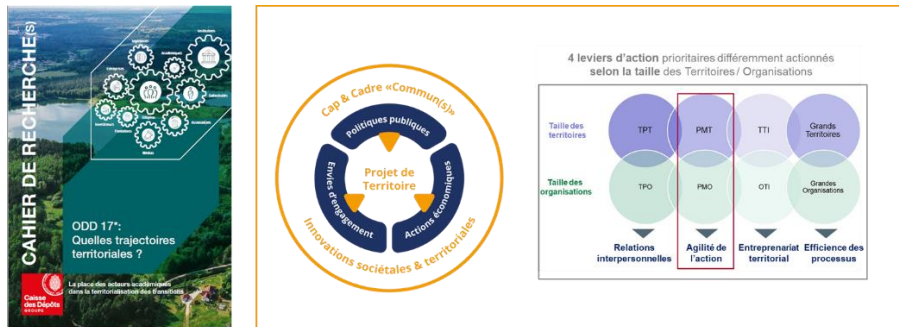 CAHIER DE RECHERCHE(S)
ODD 17*:
Quelles trajectoires
territoriales ?
La place des acteurs académiques
dans la territorialisation des transitions
Caisse
des Dépôts
GROUPE
Cap & Cadre «Commun(s)»
Politiques publiques
Envies d'engagement
Projet de
Territoire
Actions économiques
Innovations sociétales & territoriales
4 leviers d'action prioritaires différemment actionnés
selon la taille des Territoires / Organisations
Taille des
territoires
TPT
PMT
TTI
Grands
Territoires
Taille des
organisations
TPO
PMO
OTI
Grandes
Organisations
Relations
interpersonnelles
Agilité de
l'action
Entreprenariat
territorial
Efficience des
processus